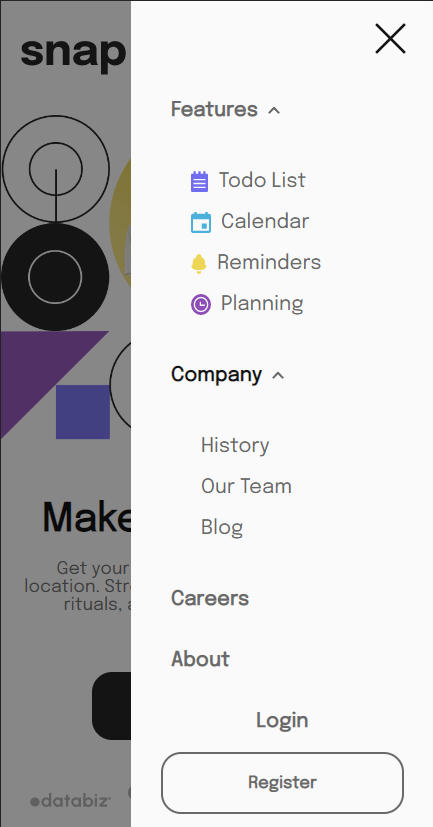 snap
Features
Todo List
Calendar
Reminders
Planning
Company
History
Our Team
Blog
Careers
About
Login
Register
Make
Get your
location.
rituals,
databiz